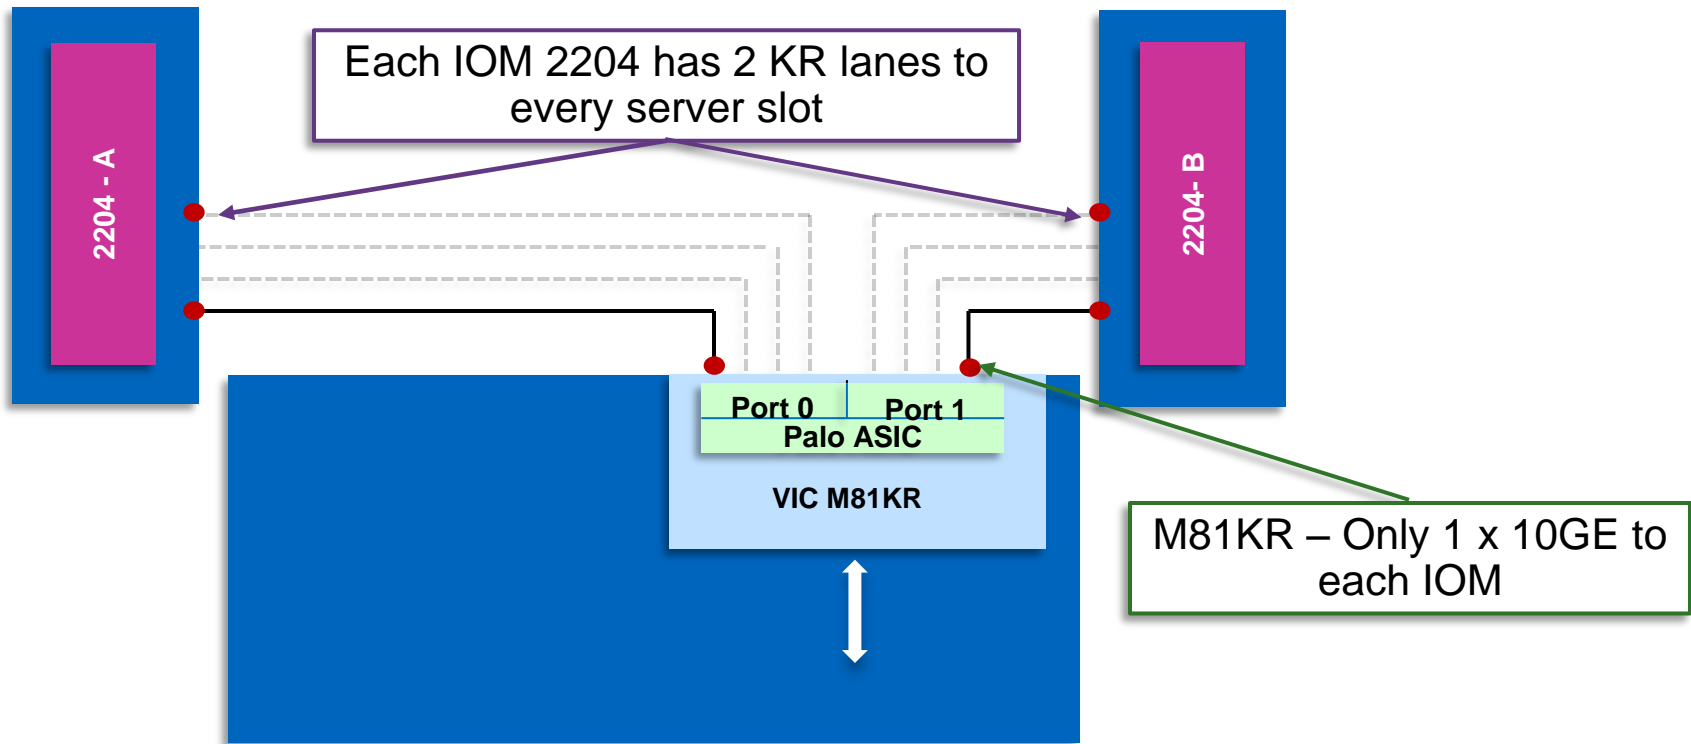 Each IOM 2204 has 2 KR lanes to
every server slot
2204 - A
2204- B
Port 0
Port 1
Palo ASIC
VIC M81KR
M81KR – Only 1 x 10GE to
each IOM